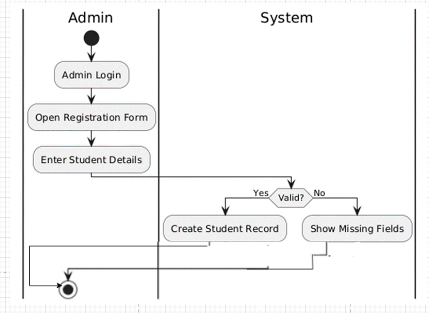 Admin
System
Admin Login
Open Registration Form
Enter Student Details
Yes
Valid?
No
Create Student Record
Show Missing Fields